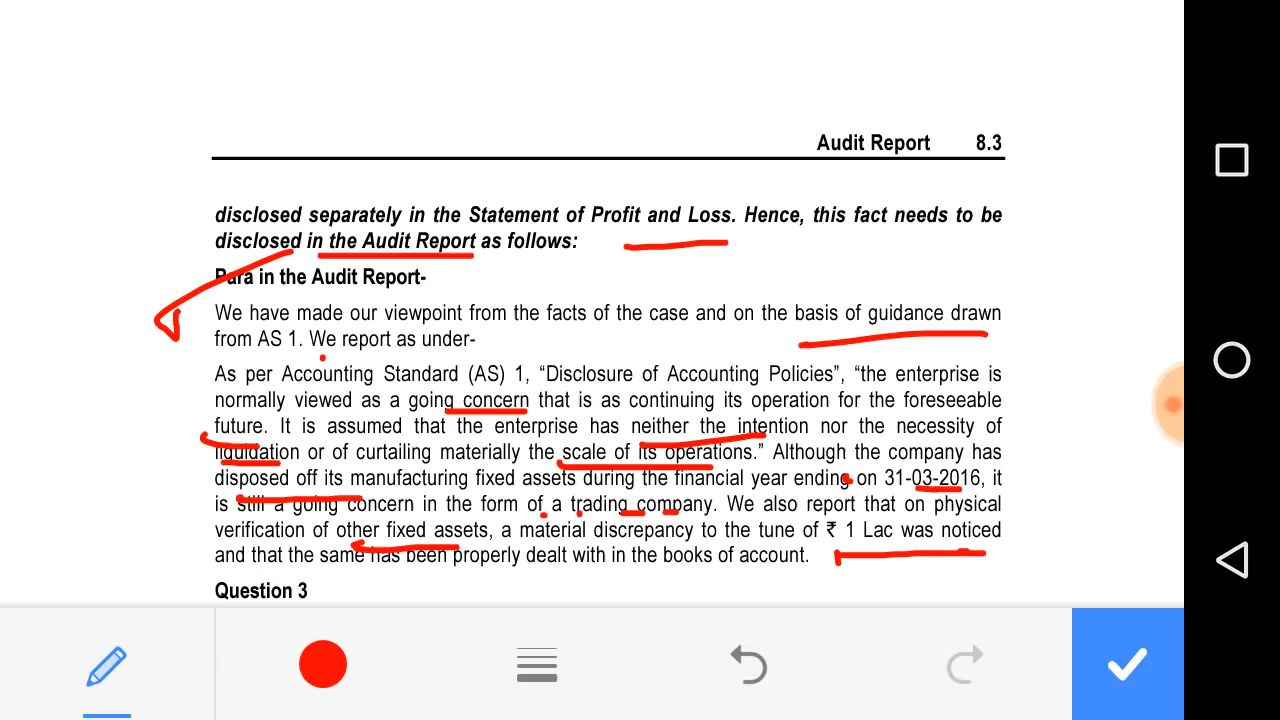 Audit Report 8.3
disclosed separately in the Statement of Profit and Loss. Hence, this fact needs to be
disclosed in the Audit Report as follows:
Para in the Audit Report-
We have made our viewpoint from the facts of the case and on the basis of guidance drawn
from AS 1. We report as under-
As per Accounting Standard (AS) 1, “Disclosure of Accounting Policies”, “the enterprise is
normally viewed as a going concern that is as continuing its operation for the foreseeable
future. It is assumed that the enterprise has neither the intention nor the necessity of
liquidation or of curtailing materially the scale of its operations.” Although the company has
disposed off its manufacturing fixed assets during the financial year ending on 31-03-2016, it
is still a going concern in the form of a trading company. We also report that on physical
verification of other fixed assets, a material discrepancy to the tune of ₹ 1 Lac was noticed
and that the same has been properly dealt with in the books of account.
Question 3